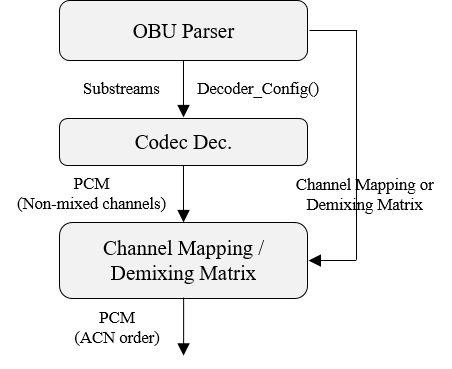 OBU Parser
Substreams
Decoder_Config()
Codec Dec.
PCM
(Non-mixed channels)
Channel Mapping or
Demixing Matrix
Channel Mapping /
Demixing Matrix
PCM
(ACN order)